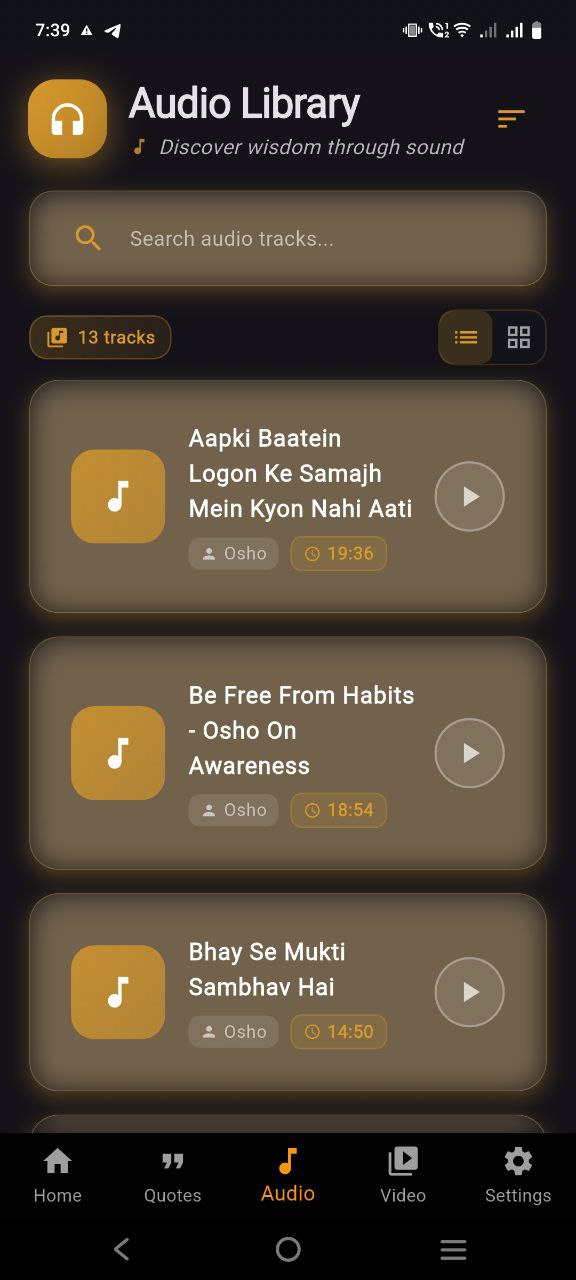 7:39
Audio Library
Discover wisdom through sound
Search audio tracks...
13 tracks
Aapki Baatein
Logon Ke Samajh
Mein Kyon Nahi Aati
Osho 19:36
Be Free From Habits
- Osho On
Awareness
Osho 18:54
Bhay Se Mukti
Sambhav Hai
Osho 14:50
Home Quotes Audio Video Settings